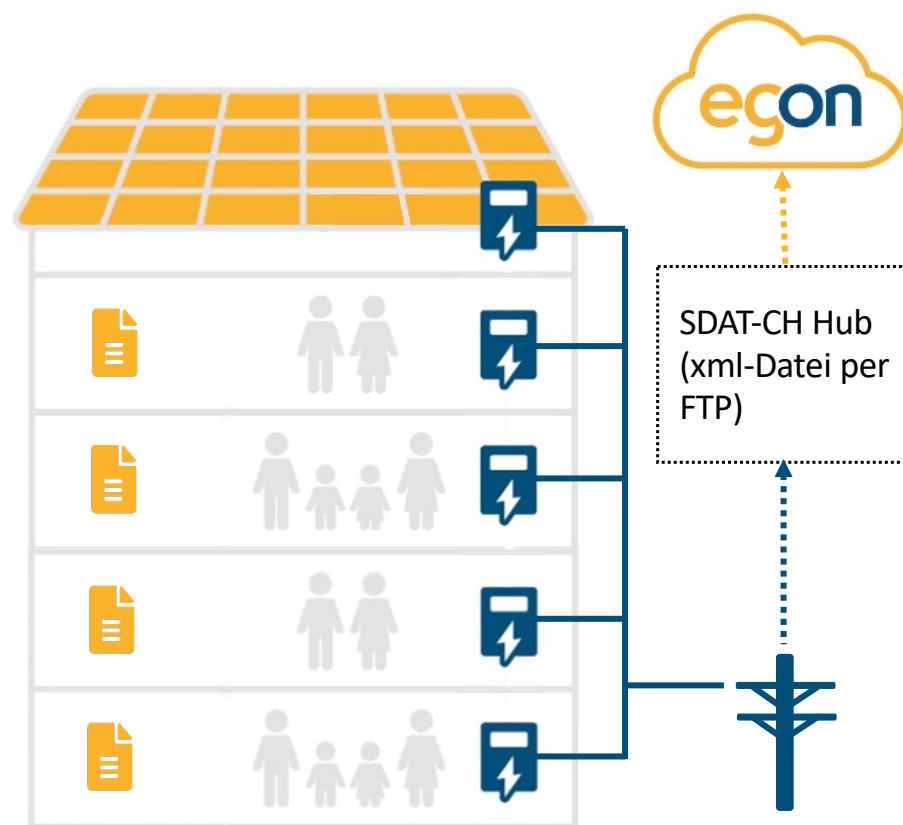 egon
SDAT-CH Hub
(xml-Datei per
FTP)